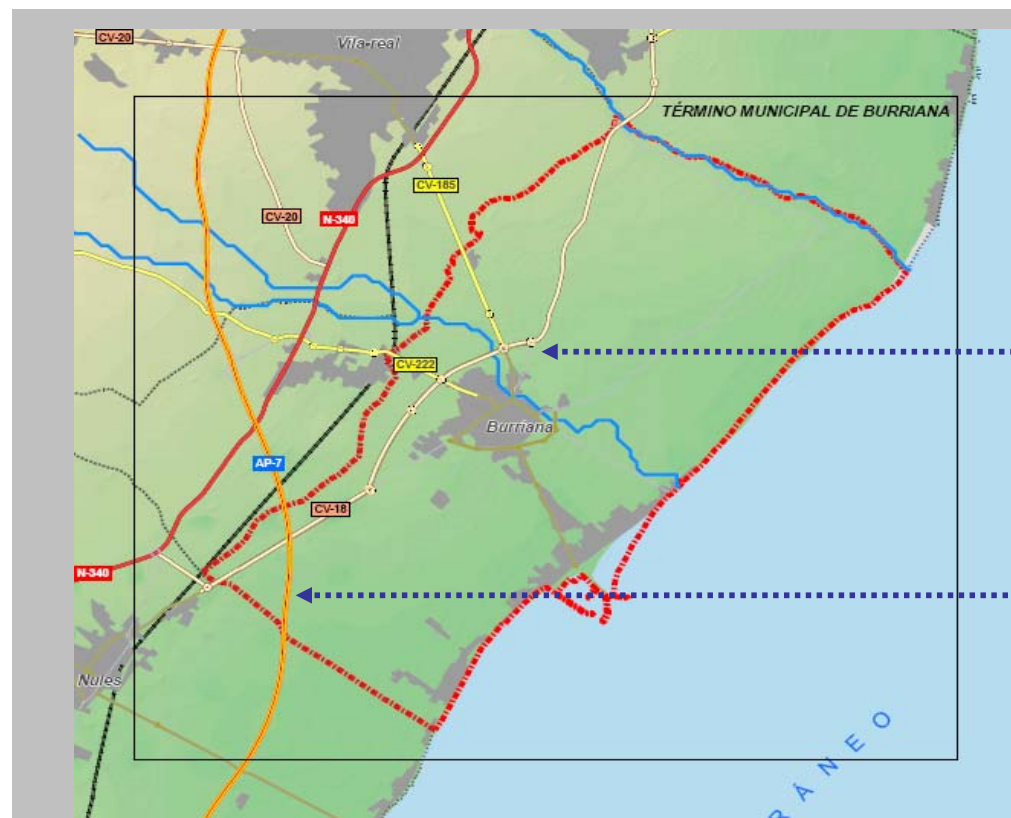 CV-20
Vila-real
TÉRMINO MUNICIPAL DE BURRIANA
CV-185
CV-20
N-340
CV-222
Burriana
AP-7
CV-18
N-340
Nules
RÁNEO